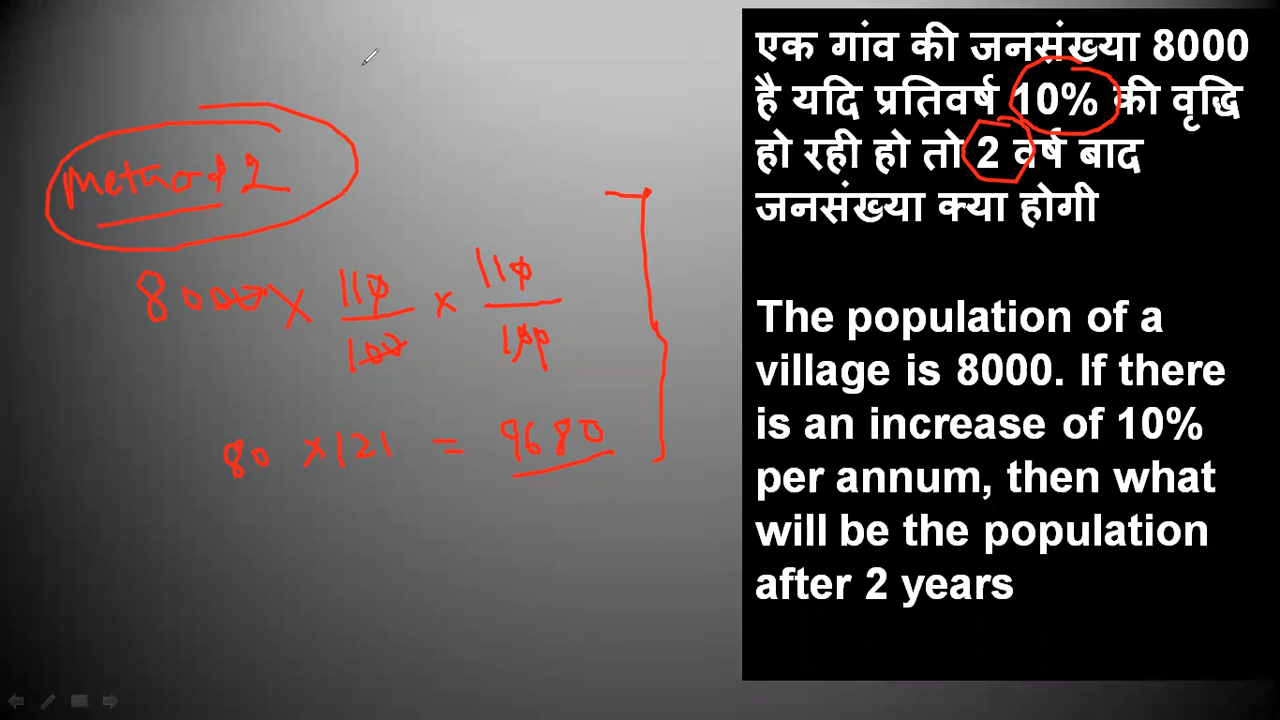 Method 2
8000 × 110/100 × 110/100
80 × 121 = 9680
एक गांव की जनसंख्या 8000
है यदि प्रतिवर्ष 10% की वृद्धि
हो रही हो तो 2 वर्ष बाद
जनसंख्या क्या होगी
The population of a
village is 8000. If there
is an increase of 10%
per annum, then what
will be the population
after 2 years